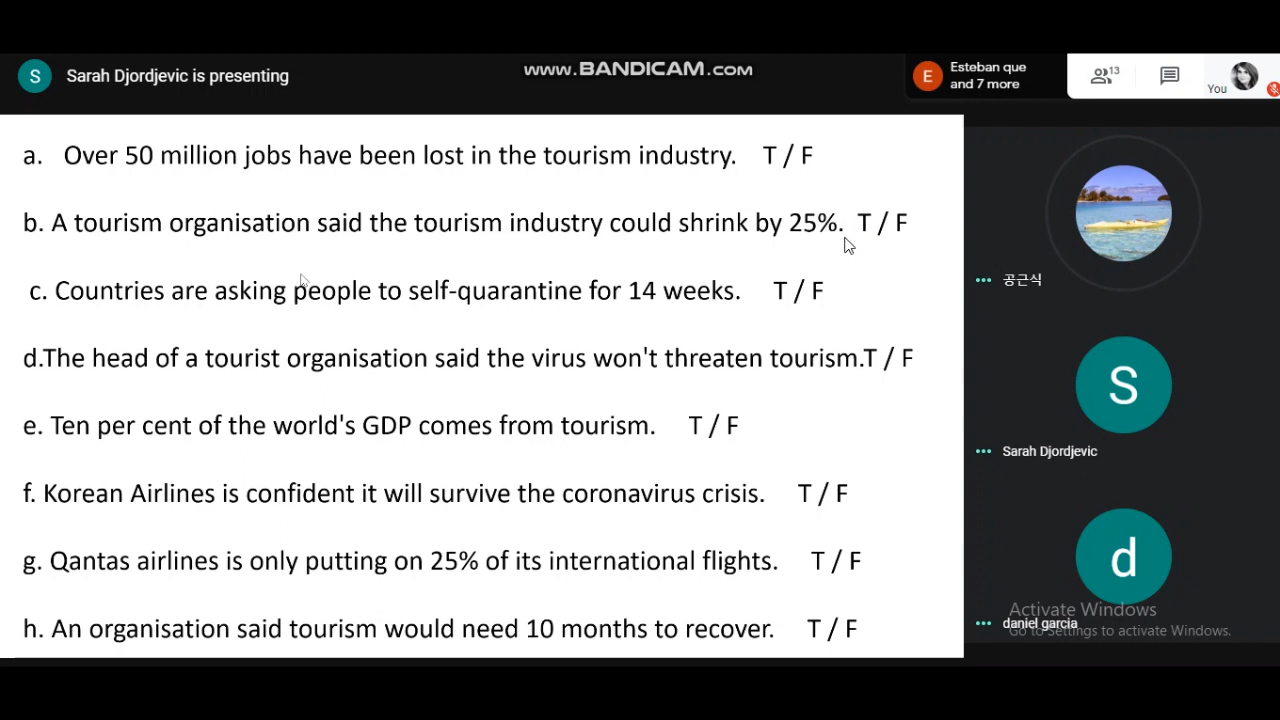 S Sarah Djordjevic is presenting
www.BANDICAM.com
E Esteban que
and 7 more
13
You
a. Over 50 million jobs have been lost in the tourism industry. T / F
b. A tourism organisation said the tourism industry could shrink by 25%. T / F
c. Countries are asking people to self-quarantine for 14 weeks. T / F
d.The head of a tourist organisation said the virus won't threaten tourism.T / F
e. Ten per cent of the world's GDP comes from tourism. T / F
f. Korean Airlines is confident it will survive the coronavirus crisis. T / F
g. Qantas airlines is only putting on 25% of its international flights. T / F
h. An organisation said tourism would need 10 months to recover. T / F
공근식
S
Sarah Djordjevic
d
Activate Windows
daniel garcia
Go to Settings to activate Windows.